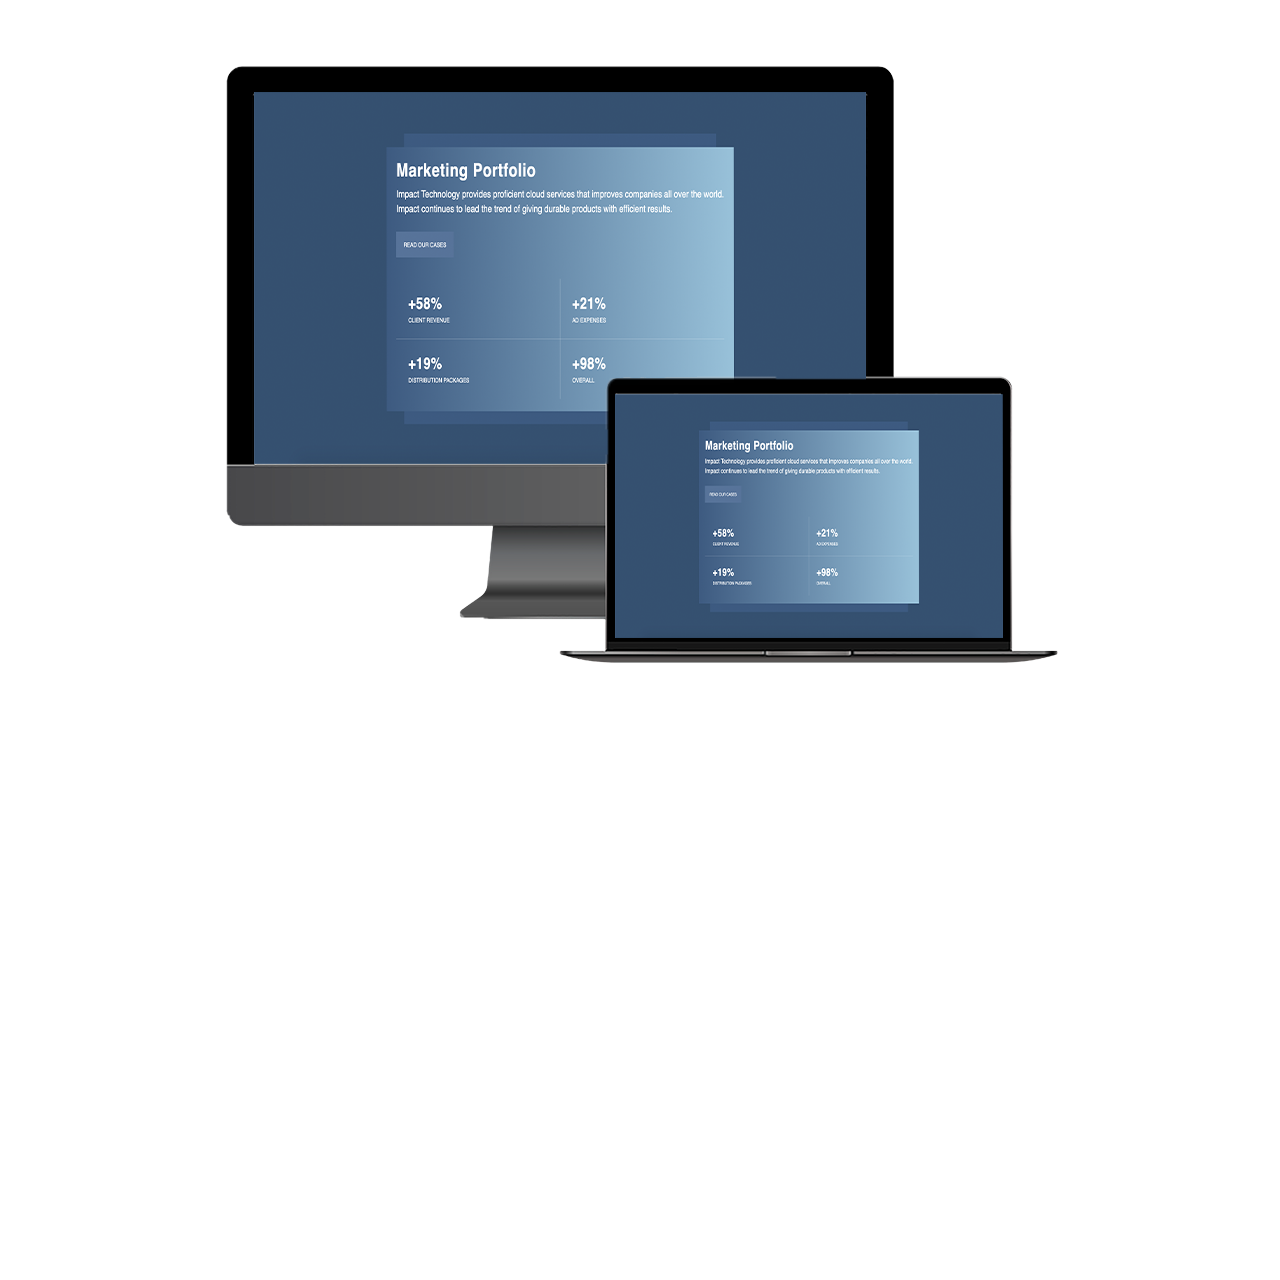 Marketing Portfolio
Impact Technology provides proficient cloud services that improves companies all over the world.
Impact continues to lead the trend of giving durable products with efficient results.
READ OUR CASES
+58%
+21%
CLIENT REVENUE
AD EXPENSES
+19%
+98%
DISTRIBUTION PACKAGES
OVERALL
Marketing Portfolio
Impact Technology provides proficient cloud services that improves companies all over the world.
Impact continues to lead the trend of giving durable products with efficient results.
READ OUR CASES
+58%
+21%
CLIENT REVENUE
AD EXPENSES
+19%
+98%
DISTRIBUTION PACKAGES
OVERALL